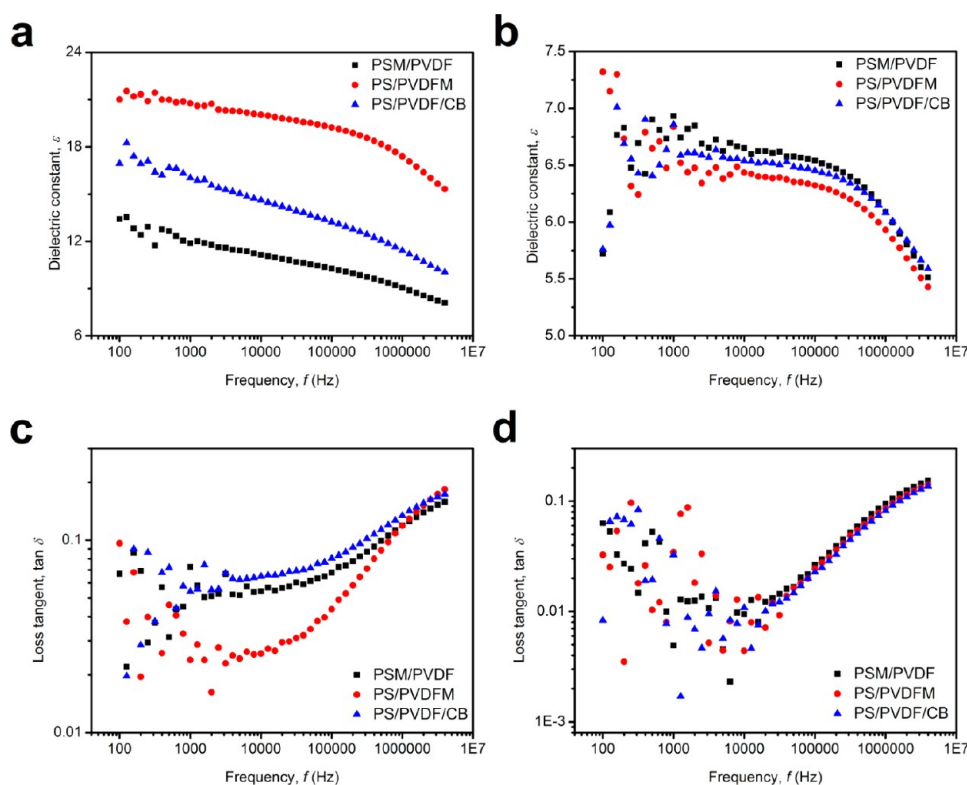 a
24
18
12
6
Dielectric constant, ε
PSM/PVDF
PS/PVDFM
PS/PVDF/CB
100 1000 10000 100000 1000000 1E7
Frequency, f (Hz)
b
7.5
7.0
6.5
6.0
5.5
5.0
Dielectric constant, ε
PSM/PVDF
PS/PVDFM
PS/PVDF/CB
100 1000 10000 100000 1000000 1E7
Frequency, f (Hz)
c
0.1
0.01
Loss tangent, tan δ
PSM/PVDF
PS/PVDFM
PS/PVDF/CB
100 1000 10000 100000 1000000 1E7
Frequency, f (Hz)
d
0.1
0.01
1E-3
Loss tangent, tan δ
PSM/PVDF
PS/PVDFM
PS/PVDF/CB
100 1000 10000 100000 1000000 1E7
Frequency, f (Hz)